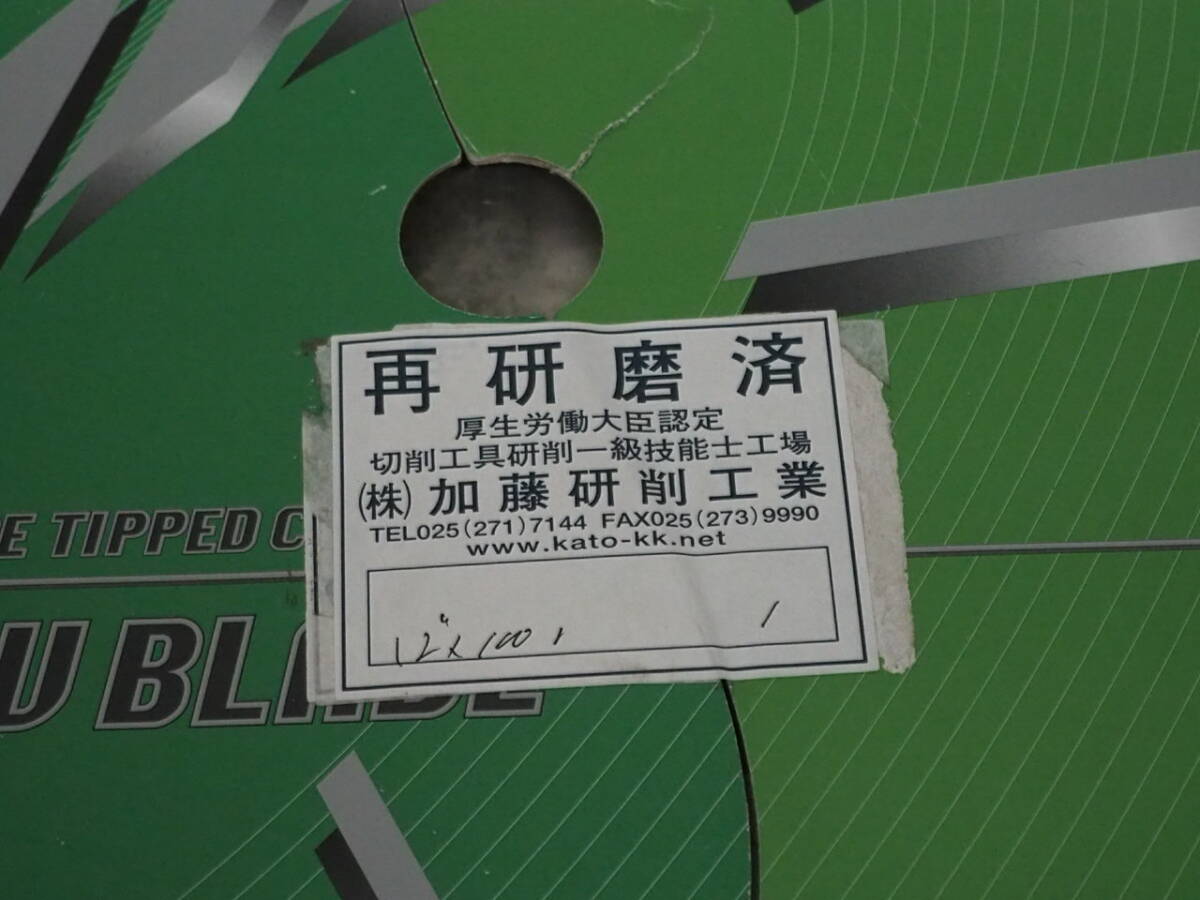 再研磨済
厚生労働大臣認定
切削工具研削一級技能士工場
(株)加藤研削工業
TEL025(271)7144 FAX025(273)9990
www.kato-kk.net
12"×100 1
TIPPED
BLADE